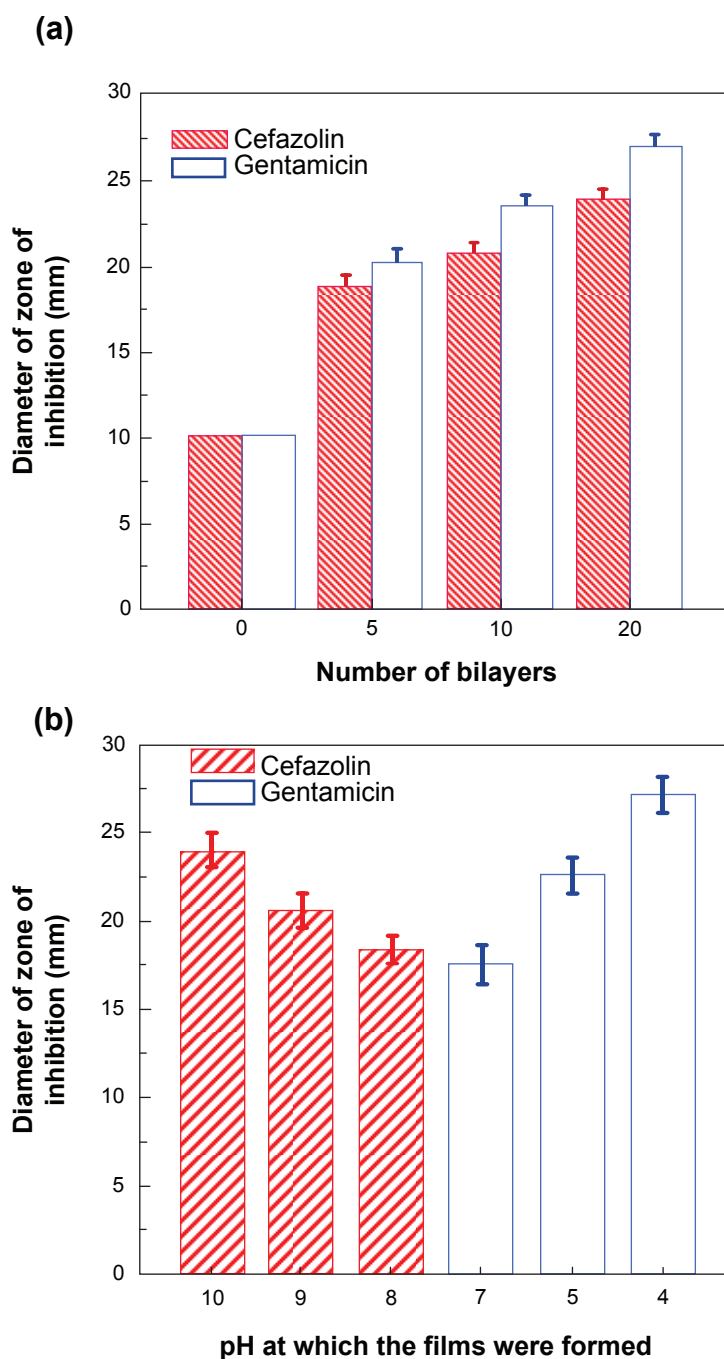 (a)
30
25
20
15
10
5
0
Cefazolin
Gentamicin
Diameter of zone of
inhibition (mm)
0 5 10 20
Number of bilayers
(b)
30
25
20
15
10
5
0
Cefazolin
Gentamicin
Diameter of zone of
inhibition (mm)
10 9 8 7 5 4
pH at which the films were formed